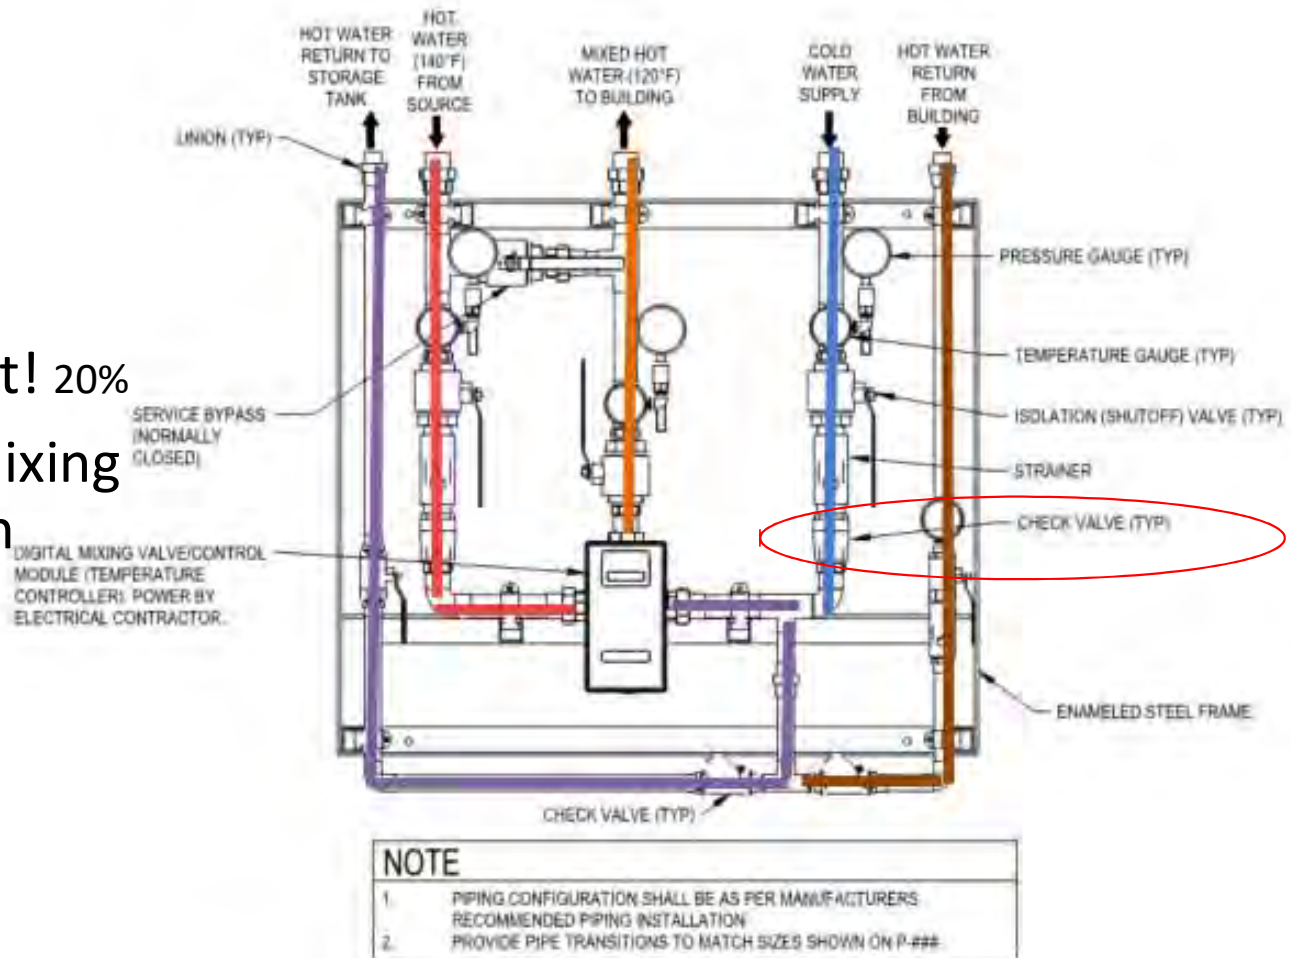 HOT WATER
RETURN TO
STORAGE
TANK
HOT
WATER
(140°F)
FROM
SOURCE
MIXED HOT
WATER (120°F)
TO BUILDING
COLD
WATER
SUPPLY
HOT WATER
RETURN
FROM
BUILDING
UNION (TYP)
PRESSURE GAUGE (TYP)
TEMPERATURE GAUGE (TYP)
t! 20%
SERVICE BYPASS
(NORMALLY
CLOSED)
ISOLATION (SHUTOFF) VALVE (TYP)
ixing
STRAINER
n
CHECK VALVE (TYP)
DIGITAL MIXING VALVE/CONTROL
MODULE (TEMPERATURE
CONTROLLER). POWER BY
ELECTRICAL CONTRACTOR.
ENAMELED STEEL FRAME
CHECK VALVE (TYP)
NOTE
1. PIPING CONFIGURATION SHALL BE AS PER MANUFACTURERS
RECOMMENDED PIPING INSTALLATION
2. PROVIDE PIPE TRANSITIONS TO MATCH SIZES SHOWN ON P-###